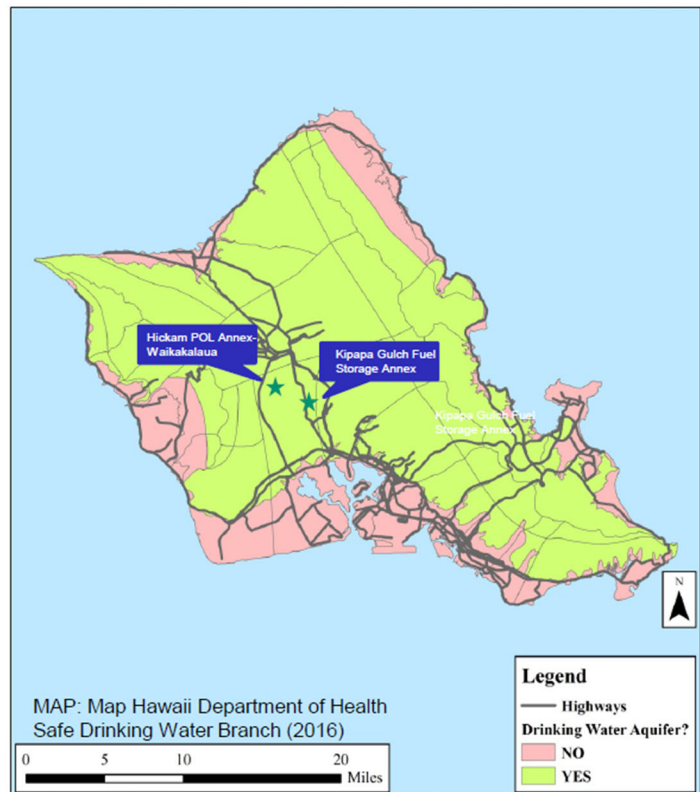 Hickam POL Annex-
Waikakalaua
Kipapa Gulch Fuel
Storage Annex
Kipapa Gulch Fuel
Storage Annex
N
MAP: Map Hawaii Department of Health
Safe Drinking Water Branch (2016)
0 5 10 20
Miles
Legend
Highways
Drinking Water Aquifer?
NO
YES